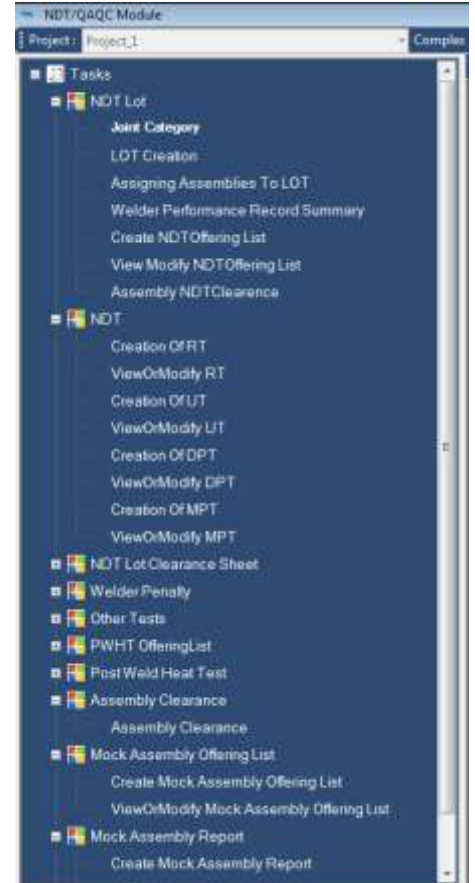 NDT/QAQC Module
Project: Project_1 Complex
Tasks
NDT Lot
Joint Category
LOT Creation
Assigning Assemblies To LOT
Welder Performance Record Summary
Create NDTOffering List
View Modify NDTOffering List
Assembly NDTClearence
NDT
Creation Of RT
ViewOrModify RT
Creation Of UT
ViewOrModify UT
Creation Of DPT
ViewOrModify DPT
Creation Of MPT
ViewOrModify MPT
NDT Lot Clearance Sheet
Welder Penalty
Other Tests
PWHT OfferingList
Post Weld Heat Test
Assembly Clearance
Assembly Clearance
Mock Assembly Offering List
Create Mock Assembly Offering List
ViewOrModify Mock Assembly Offering List
Mock Assembly Report
Create Mock Assembly Report